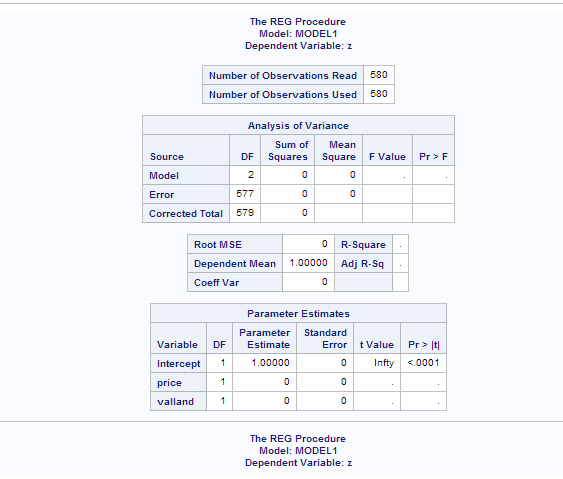 The REG Procedure
Model: MODEL1
Dependent Variable: z
Number of Observations Read 580
Number of Observations Used 580
Analysis of Variance
Source DF Sum of Squares Mean Square F Value Pr > F
Model 2 0 0 . .
Error 577 0 0
Corrected Total 579 0
Root MSE 0 R-Square .
Dependent Mean 1.00000 Adj R-Sq .
Coeff Var 0
Parameter Estimates
Variable DF Parameter Estimate Standard Error t Value Pr > |t|
Intercept 1 1.00000 0 Infty <.0001
price 1 0 0 . .
valland 1 0 0 . .
The REG Procedure
Model: MODEL1
Dependent Variable: z